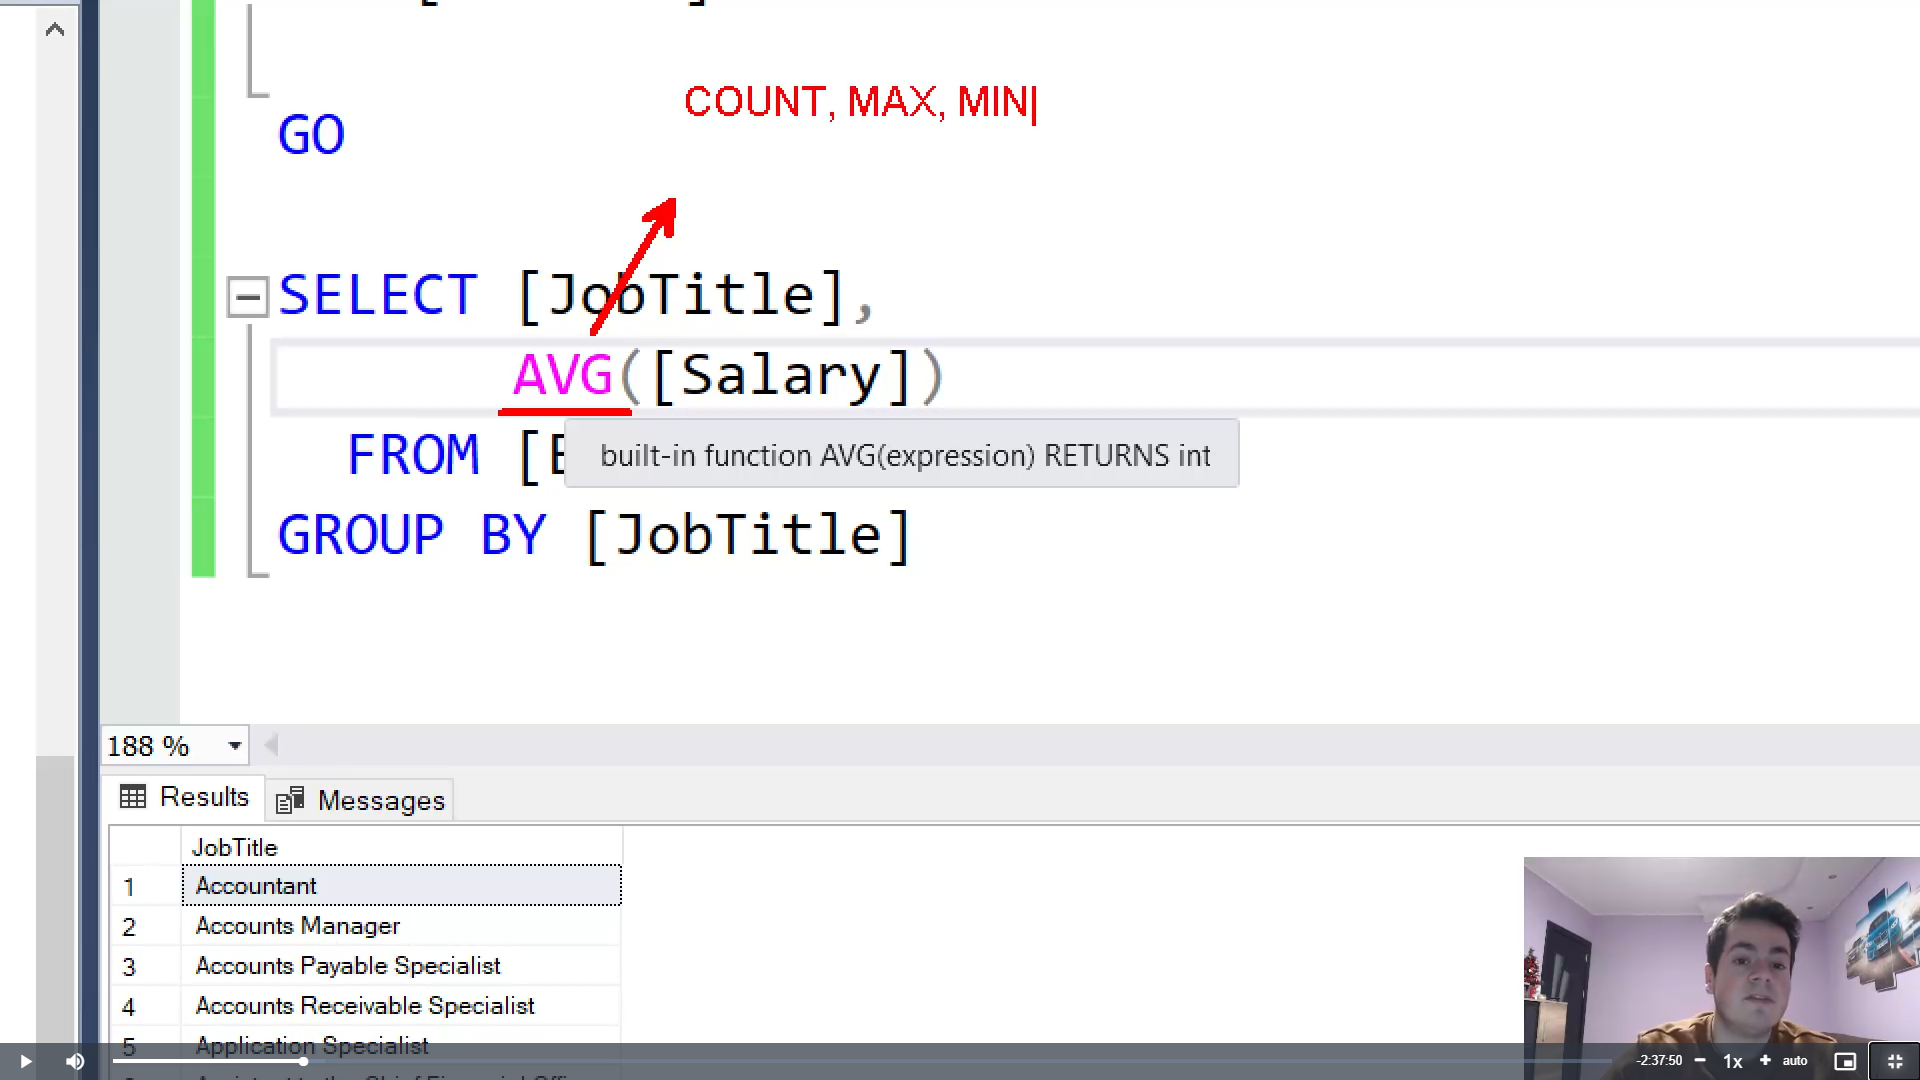 COUNT, MAX, MIN
GO
SELECT [JobTitle],
AVG([Salary])
FROM [E
built-in function AVG(expression) RETURNS int
GROUP BY [JobTitle]
188 %
Results
Messages
JobTitle
1 Accountant
2 Accounts Manager
3 Accounts Payable Specialist
4 Accounts Receivable Specialist
5 Application Specialist
-2:37:50 − 1x + auto